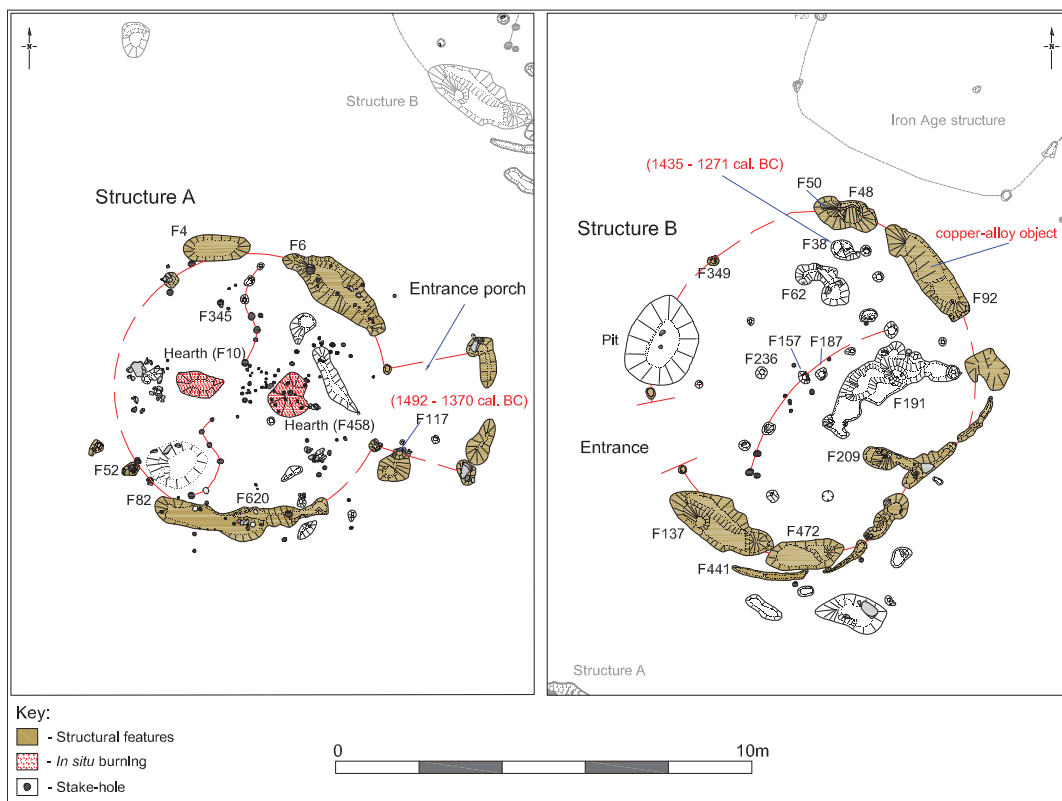 -N-
Structure B
Structure A
F4
F6
Entrance porch
F345
Hearth (F10)
(1492 - 1370 cal. BC)
Hearth (F458)
F117
F52
F82
F620
F20
-N-
Iron Age structure
(1435 - 1271 cal. BC)
F50
F48
Structure B
copper-alloy object
F38
F349
F62
F92
Pit
F157
F187
F236
F191
Entrance
F209
F137
F472
F441
Structure A
Key:
- Structural features
- In situ burning
- Stake-hole
0
10m